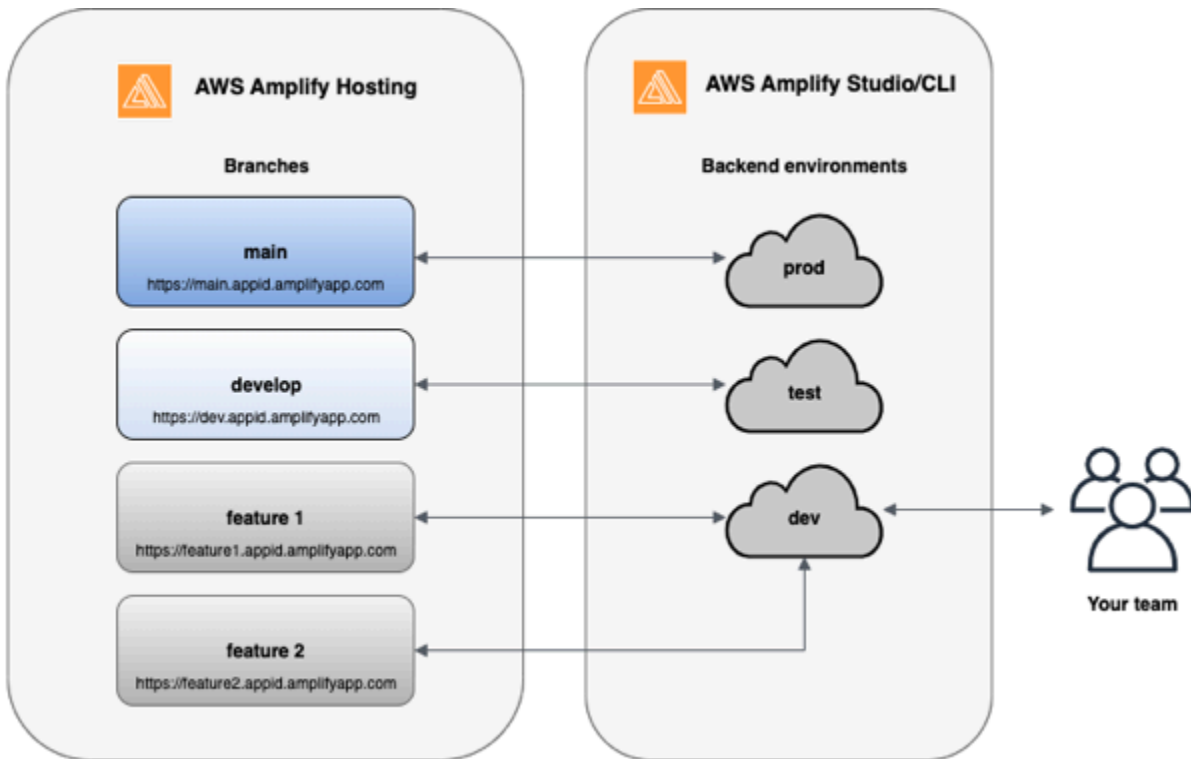 AWS Amplify Hosting
Branches
main
https://main.appid.amplifyapp.com
develop
https://dev.appid.amplifyapp.com
feature 1
https://feature1.appid.amplifyapp.com
feature 2
https://feature2.appid.amplifyapp.com
AWS Amplify Studio/CLI
Backend environments
prod
test
dev
Your team